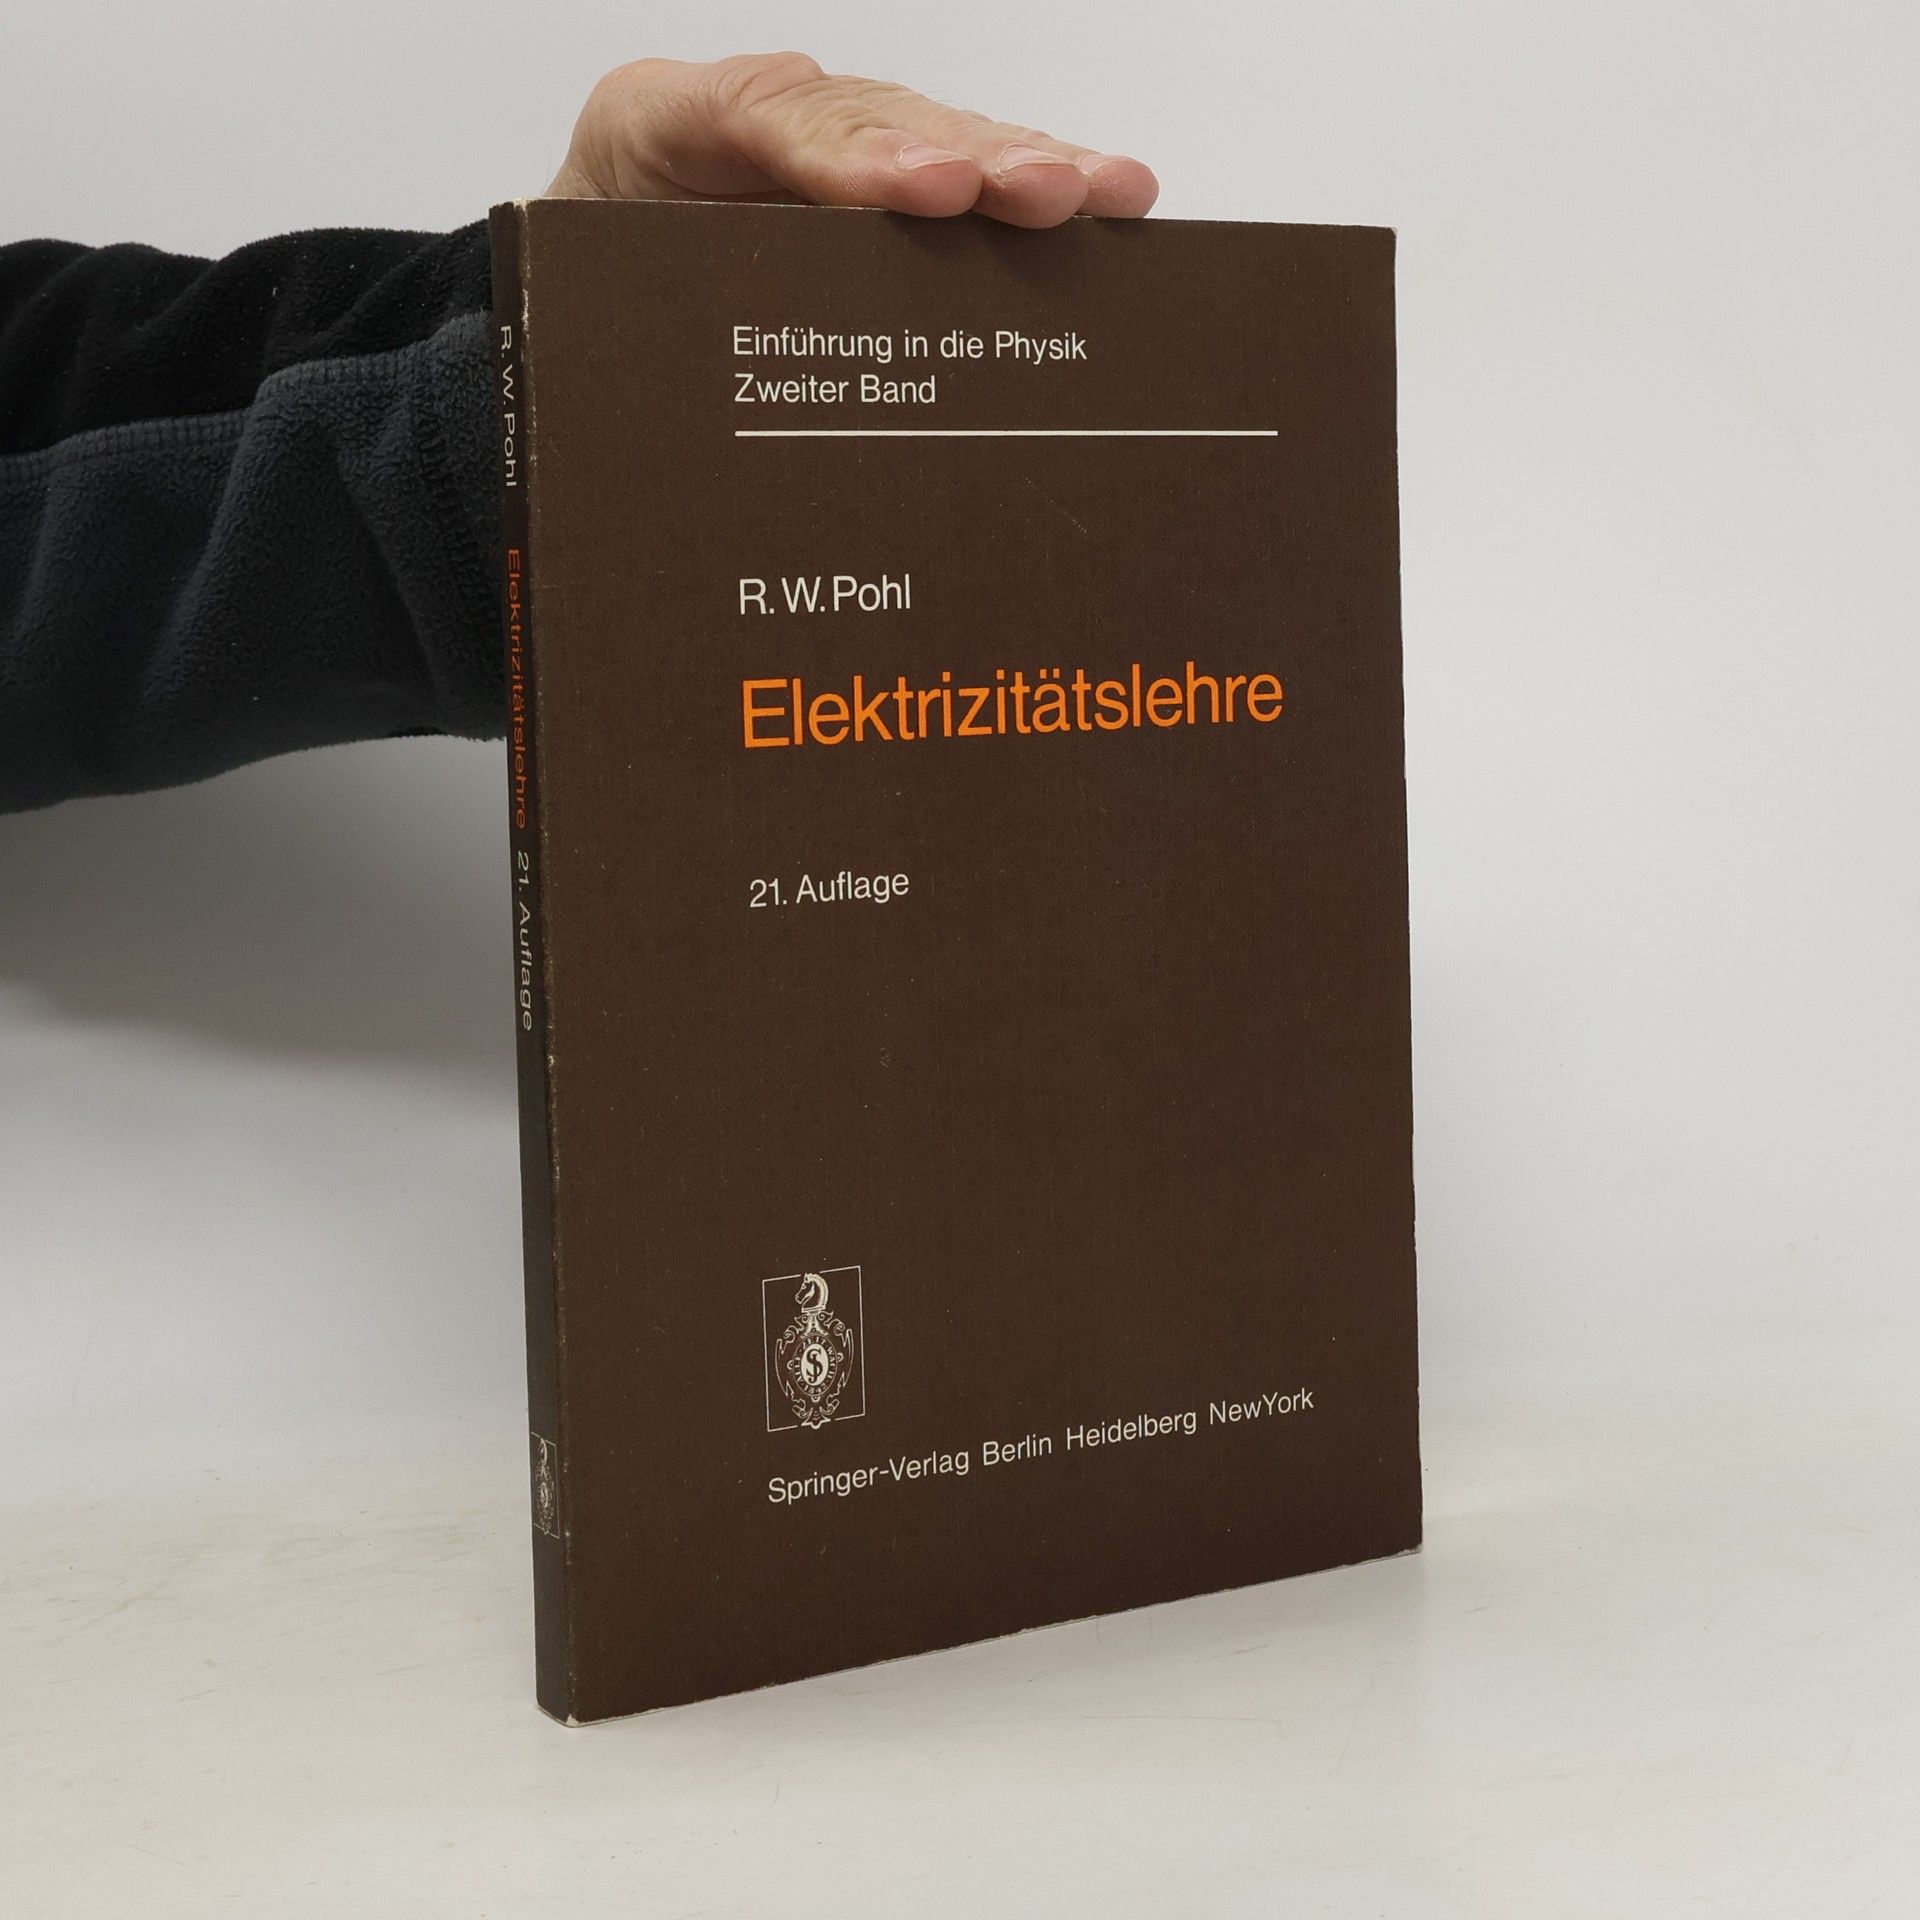 Einführung in die Physik
Zweiter Band
R. W. Pohl
Elektrizitätslehre
21. Auflage
Springer-Verlag Berlin Heidelberg NewYork
R. W. Pohl Elektrizitätslehre 21. Auflage